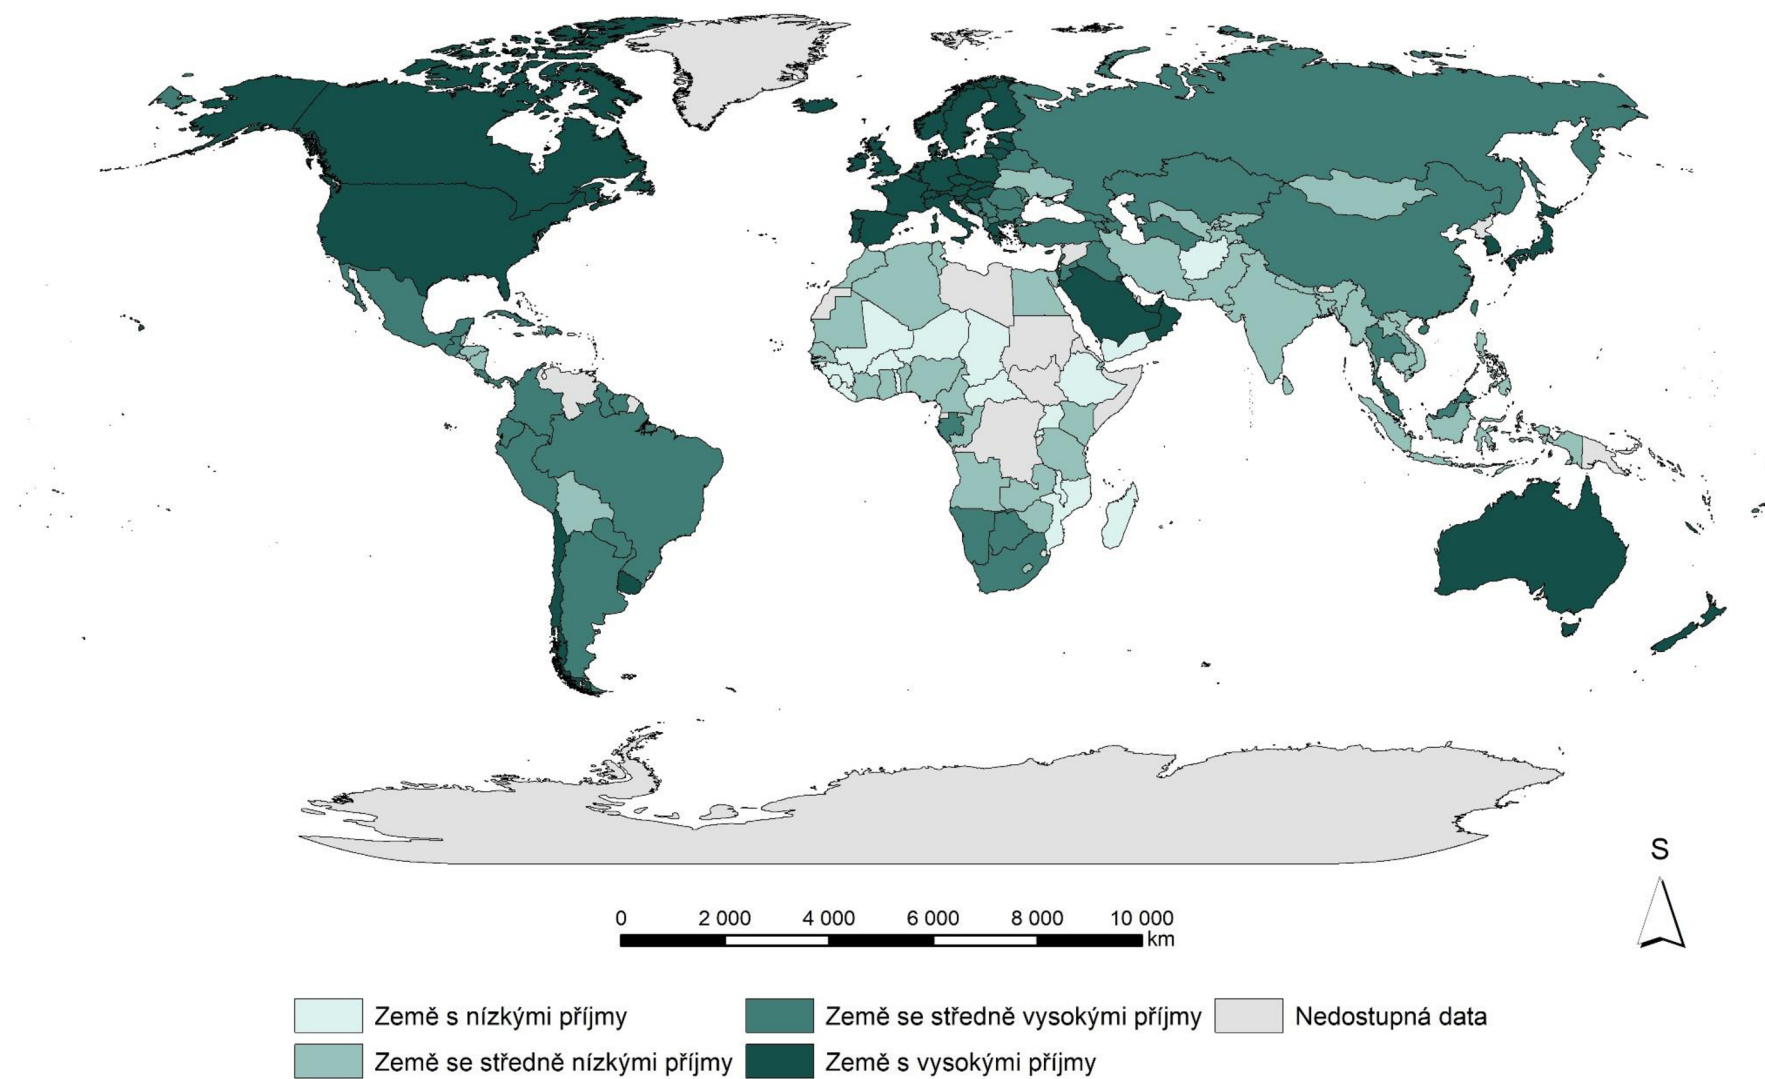 S
0 2 000 4 000 6 000 8 000 10 000
km
Země s nízkými příjmy
Země se středně vysokými příjmy
Nedostupná data
Země se středně nízkými příjmy
Země s vysokými příjmy